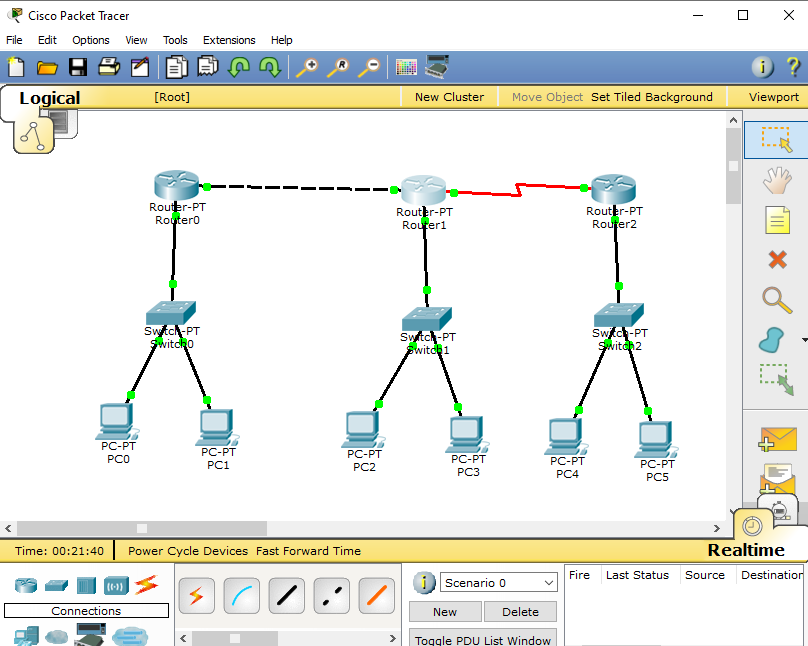 Cisco Packet Tracer
File Edit Options View Tools Extensions Help
Logical [Root] New Cluster Move Object Set Tiled Background Viewport
Router-PT
Router0
Router-PT
Router1
Router-PT
Router2
Switch-PT
Switch0
Switch-PT
Switch1
Switch-PT
Switch2
PC-PT
PC0
PC-PT
PC1
PC-PT
PC2
PC-PT
PC3
PC-PT
PC4
PC-PT
PC5
Time: 00:21:40 Power Cycle Devices Fast Forward Time Realtime
Connections
Scenario 0
New Delete
Toggle PDU List Window
Fire Last Status Source Destination